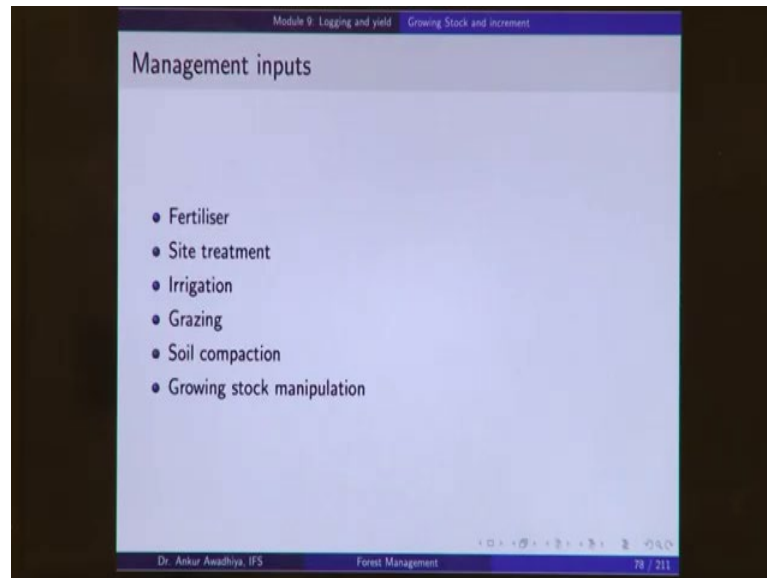 Module 9: Logging and yield Growing Stock and increment
Management inputs
Fertiliser
Site treatment
Irrigation
Grazing
Soil compaction
Growing stock manipulation
Dr. Ankur Awadhiya, IFS Forest Management 78 / 211